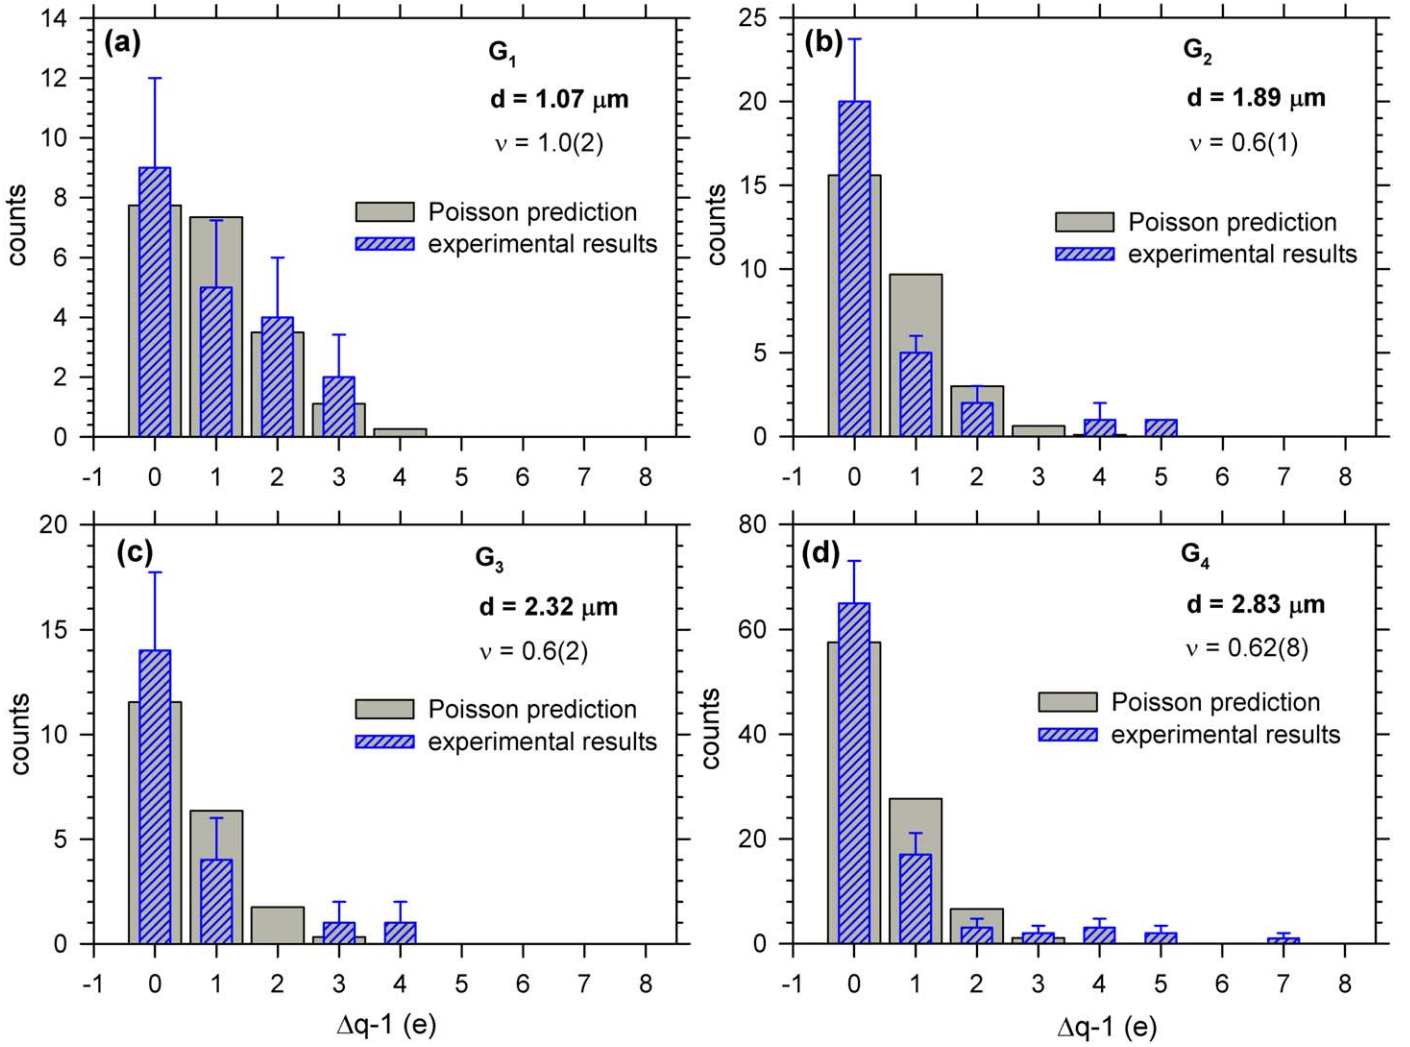 (a)
G1
d = 1.07 μm
ν = 1.0(2)
Poisson prediction
experimental results
counts
14
12
10
8
6
4
2
0
-1 0 1 2 3 4 5 6 7 8
(b)
G2
d = 1.89 μm
ν = 0.6(1)
Poisson prediction
experimental results
counts
25
20
15
10
5
0
-1 0 1 2 3 4 5 6 7 8
(c)
G3
d = 2.32 μm
ν = 0.6(2)
Poisson prediction
experimental results
counts
20
15
10
5
0
-1 0 1 2 3 4 5 6 7 8
Δq-1 (e)
(d)
G4
d = 2.83 μm
ν = 0.62(8)
Poisson prediction
experimental results
counts
80
60
40
20
0
-1 0 1 2 3 4 5 6 7 8
Δq-1 (e)